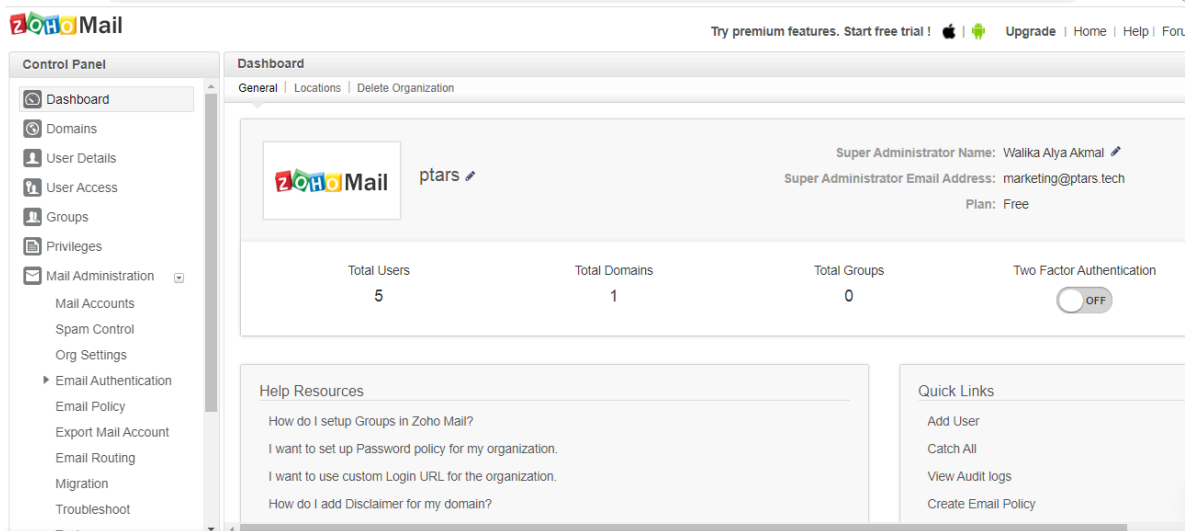 ZOHO Mail
Try premium features. Start free trial ! | Upgrade | Home | Help |
Control Panel
Dashboard
Domains
User Details
User Access
Groups
Privileges
Mail Administration
Mail Accounts
Spam Control
Org Settings
Email Authentication
Email Policy
Export Mail Account
Email Routing
Migration
Troubleshoot
Dashboard
General | Locations | Delete Organization
ZOHO Mail
ptars
Super Administrator Name: Walika Alya Akmal
Super Administrator Email Address: marketing@ptars.tech
Plan: Free
Total Users Total Domains Total Groups Two Factor Authentication
5 1 0 OFF
Help Resources
How do I setup Groups in Zoho Mail?
I want to set up Password policy for my organization.
I want to use custom Login URL for the organization.
How do I add Disclaimer for my domain?
Quick Links
Add User
Catch All
View Audit logs
Create Email Policy